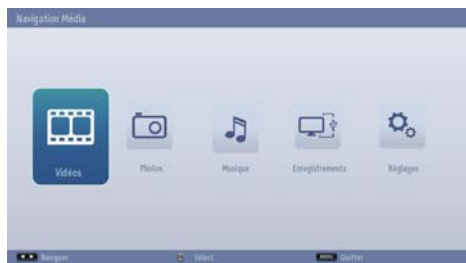 Navigation Média
Vidéos Photos Musique Enregistrements Réglages
Naviguer Sélect. MENU Quitter